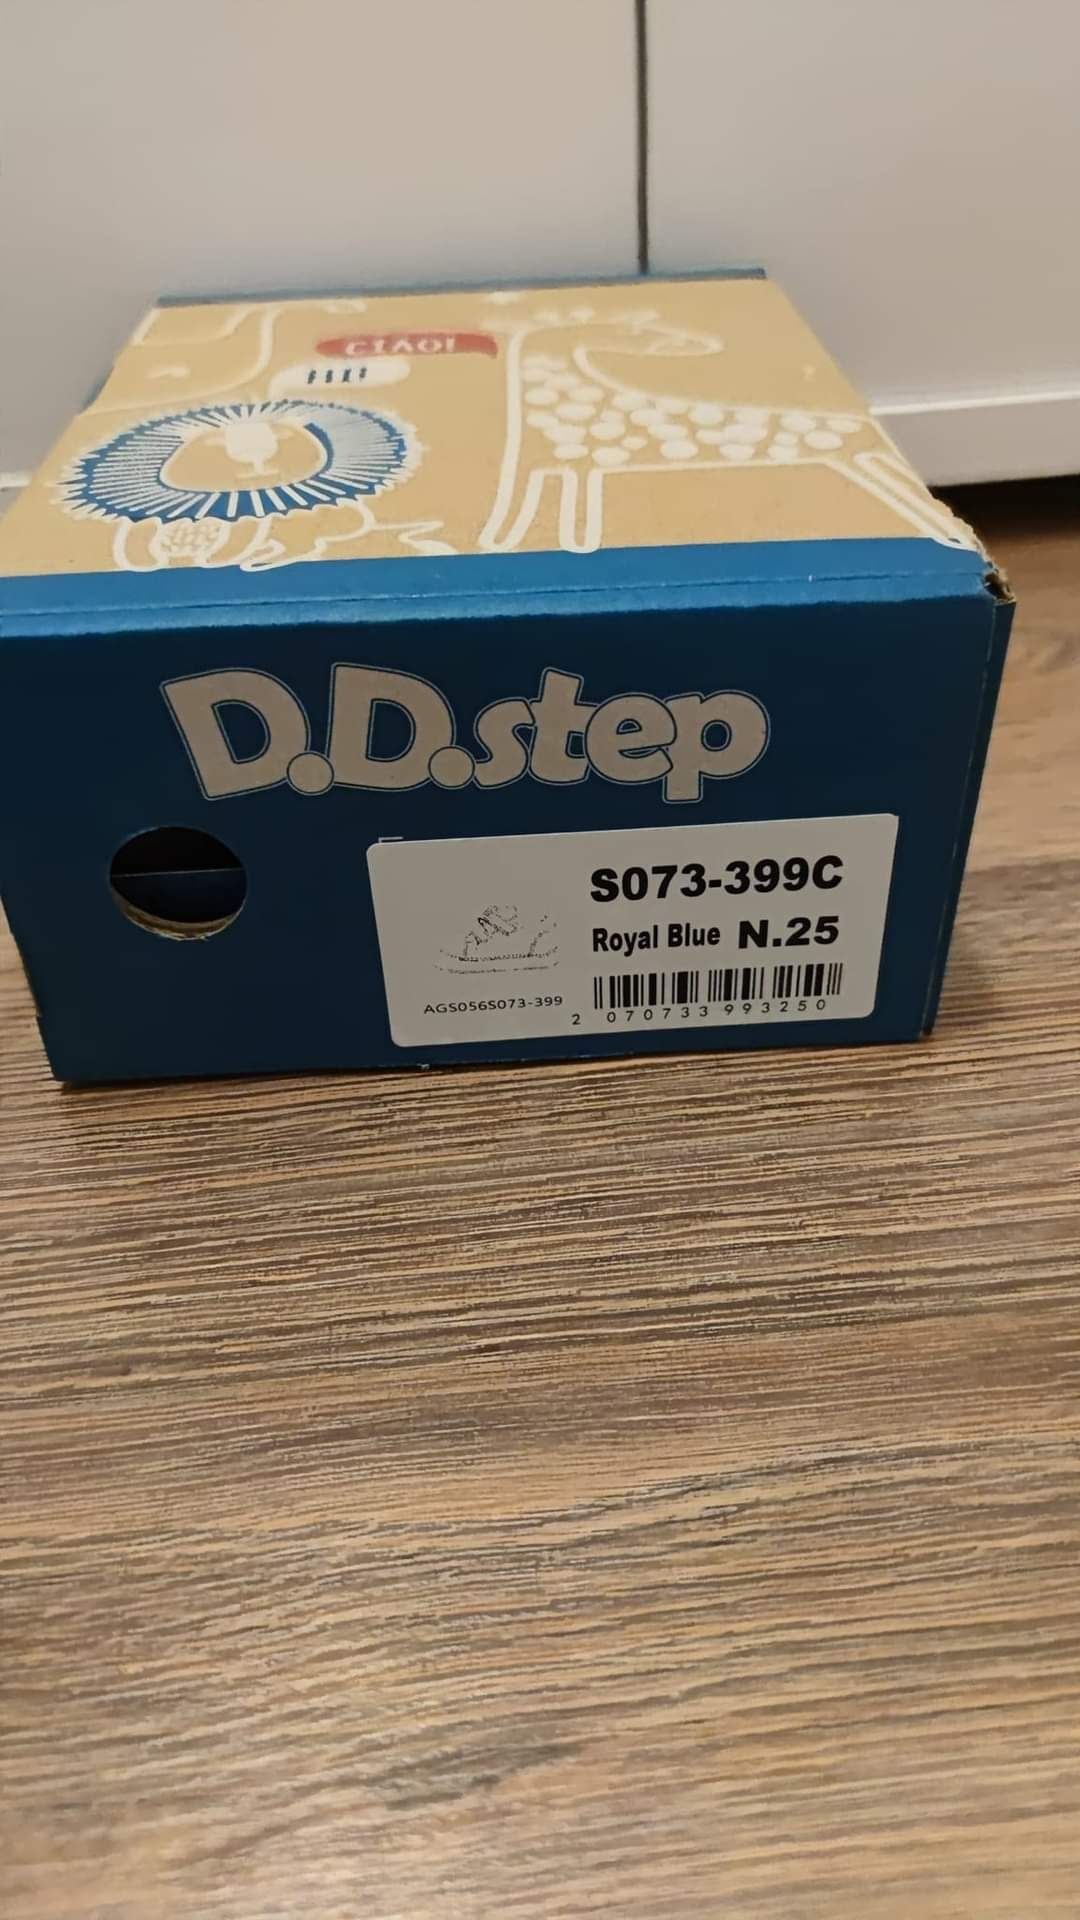 CIAO!
D.D.step
S073-399C
Royal Blue N.25
AGS056S073-399
2 070733 993250